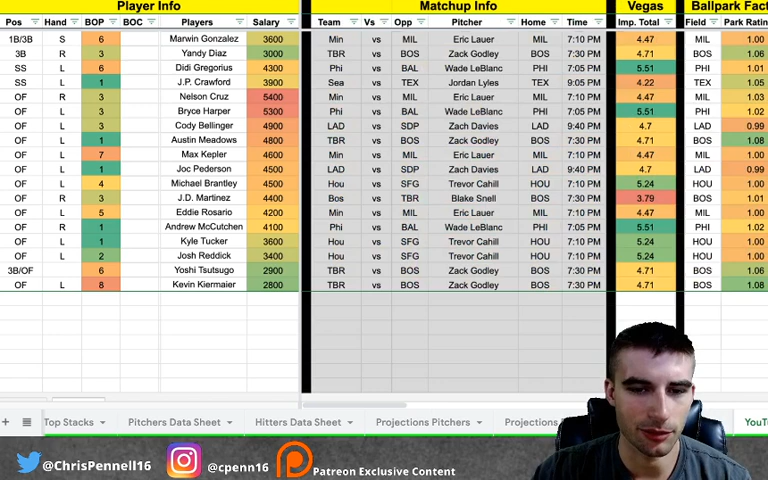 Player Info Matchup Info Vegas Ballpark Fact
Pos Hand BOP BOC Players Salary Team Vs Opp Pitcher Home Time Imp. Total Field Park Rating
1B/3B S 6 Marwin Gonzalez 3600 Min vs MIL Eric Lauer MIL 7:10 PM 4.47 MIL 1.00
3B R 3 Yandy Diaz 3000 TBR vs BOS Zack Godley BOS 7:30 PM 4.71 BOS 1.06
SS L 6 Didi Gregorius 4300 Phi vs BAL Wade LeBlanc PHI 7:05 PM 5.51 PHI 1.01
SS L 1 J.P. Crawford 3900 Sea vs TEX Jordan Lyles TEX 9:05 PM 4.22 TEX 1.05
OF R 3 Nelson Cruz 5400 Min vs MIL Eric Lauer MIL 7:10 PM 4.47 MIL 1.03
OF L 3 Bryce Harper 5300 Phi vs BAL Wade LeBlanc PHI 7:05 PM 5.51 PHI 1.02
OF L 3 Cody Bellinger 4900 LAD vs SDP Zach Davies LAD 9:40 PM 4.7 LAD 0.99
OF L 1 Austin Meadows 4800 TBR vs BOS Zack Godley BOS 7:30 PM 4.71 BOS 1.08
OF L 7 Max Kepler 4600 Min vs MIL Eric Lauer MIL 7:10 PM 4.47 MIL 1.00
OF L 1 Joc Pederson 4500 LAD vs SDP Zach Davies LAD 9:40 PM 4.7 LAD 0.99
OF L 4 Michael Brantley 4500 Hou vs SFG Trevor Cahill HOU 7:10 PM 5.24 HOU 1.00
OF R 3 J.D. Martinez 4400 Bos vs TBR Blake Snell BOS 7:30 PM 3.79 BOS 1.01
OF L 5 Eddie Rosario 4200 Min vs MIL Eric Lauer MIL 7:10 PM 4.47 MIL 1.00
OF R 1 Andrew McCutchen 4100 Phi vs BAL Wade LeBlanc PHI 7:05 PM 5.51 PHI 1.02
OF L 1 Kyle Tucker 3600 Hou vs SFG Trevor Cahill HOU 7:10 PM 5.24 HOU 1.00
OF L 2 Josh Reddick 3400 Hou vs SFG Trevor Cahill HOU 7:10 PM 5.24 HOU 1.00
3B/OF 6 Yoshi Tsutsugo 2900 TBR vs BOS Zack Godley BOS 7:30 PM 4.71 BOS 1.06
OF L 8 Kevin Kiermaier 2800 TBR vs BOS Zack Godley BOS 7:30 PM 4.71 BOS 1.08
+ Top Stacks Pitchers Data Sheet Hitters Data Sheet Projections Pitchers Projections YouT
@ChrisPennell16 @cpenn16 Patreon Exclusive Content